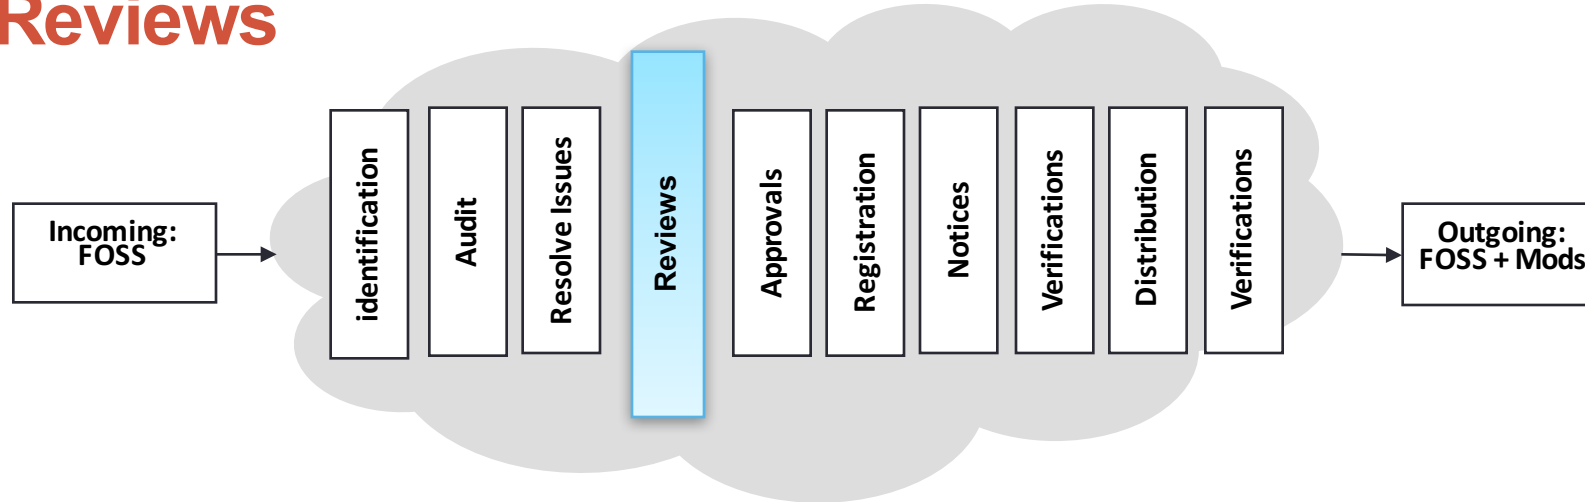 Reviews
Incoming:
FOSS
identification
Audit
Resolve Issues
Reviews
Approvals
Registration
Notices
Verifications
Distribution
Verifications
Outgoing:
FOSS + Mods